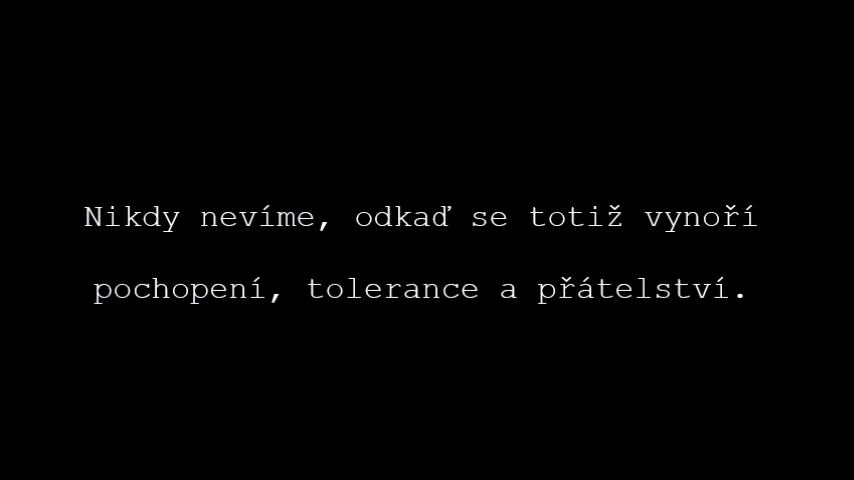 Nikdy nevíme, odkaď se totiž vynoří
pochopení, tolerance a přátelství.